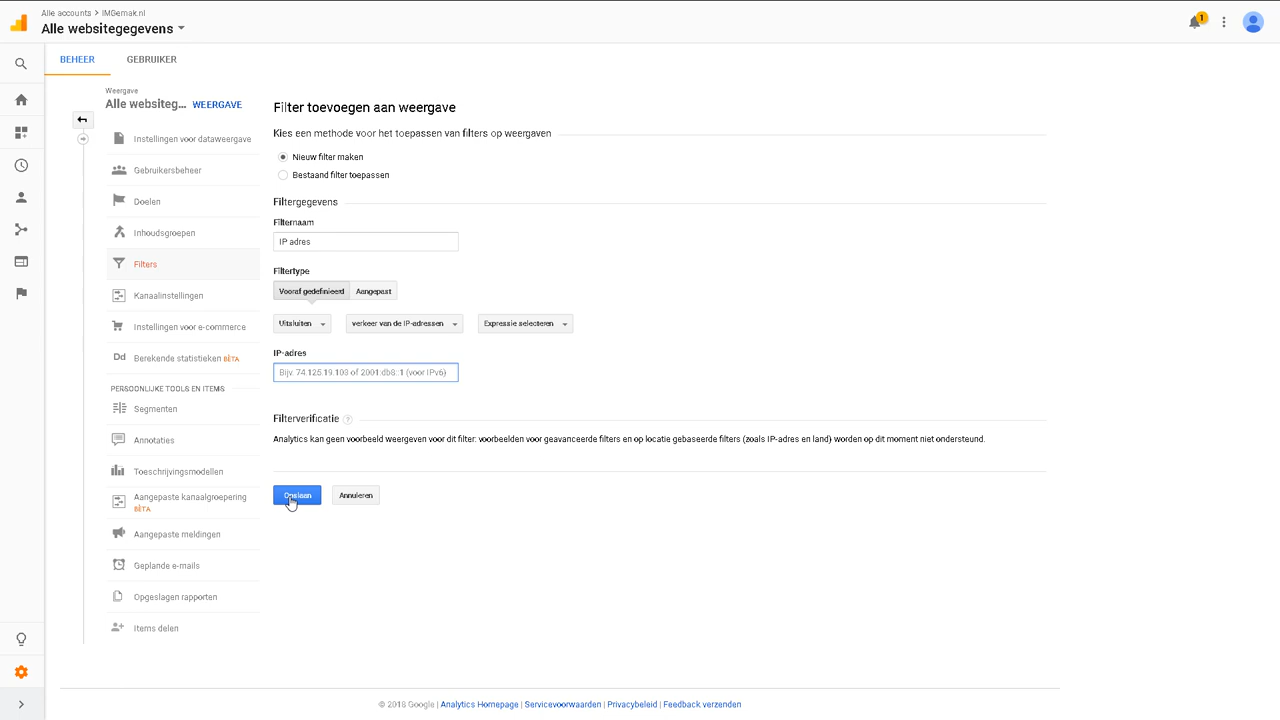 Alle accounts > IMGemak.nl
Alle websitegegevens
1
BEHEER
GEBRUIKER
Weergave
Alle websiteg... WEERGAVE
Instellingen voor dataweergave
Gebruikersbeheer
Doelen
Inhoudsgroepen
Filters
Kanaalinstellingen
Instellingen voor e-commerce
Dd Berekende statistieken BÈTA
PERSOONLIJKE TOOLS EN ITEMS
Segmenten
Annotaties
Toeschrijvingsmodellen
Aangepaste kanaalgroepering
BÈTA
Aangepaste meldingen
Geplande e-mails
Opgeslagen rapporten
Items delen
Filter toevoegen aan weergave
Kies een methode voor het toepassen van filters op weergaven
Nieuw filter maken
Bestaand filter toepassen
Filtergegevens
Filternaam
IP adres
Filtertype
Vooraf gedefinieerd Aangepast
Uitsluiten verkeer van de IP-adressen Expressie selecteren
IP-adres
Bijv. 74.125.19.103 of 2001:db8::1 (voor IPv6)
Filterverificatie ?
Analytics kan geen voorbeeld weergeven voor dit filter: voorbeelden voor geavanceerde filters en op locatie gebaseerde filters (zoals IP-adres en land) worden op dit moment niet ondersteund.
Opslaan Annuleren
© 2018 Google | Analytics Homepage | Servicevoorwaarden | Privacybeleid | Feedback verzenden